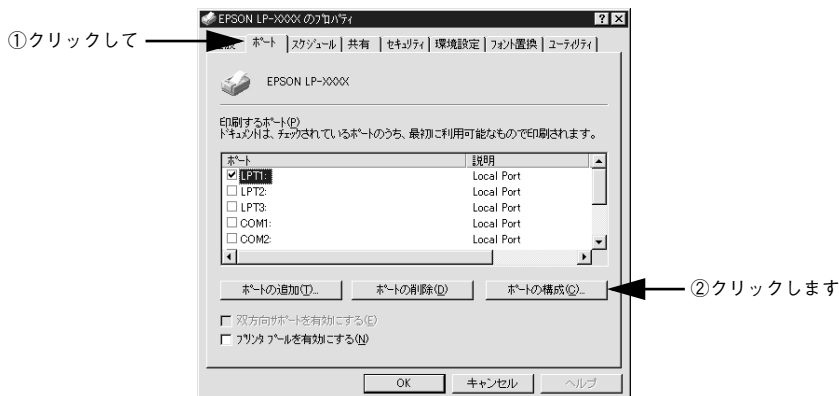 EPSON LP-XXXX のプロパティ
①クリックして
ポート スケジュール 共有 セキュリティ 環境設定 フォント置換 ユーティリティ
EPSON LP-XXXX
印刷するポート(P)
ドキュメントは、チェックされているポートのうち、最初に利用可能なもので印刷されます。
ポート 説明
LPT1: Local Port
LPT2: Local Port
LPT3: Local Port
COM1: Local Port
COM2: Local Port
ポートの追加(T)... ポートの削除(D) ポートの構成(C)...
②クリックします
双方向サポートを有効にする(E)
プリンタ プールを有効にする(N)
OK キャンセル ヘルプ